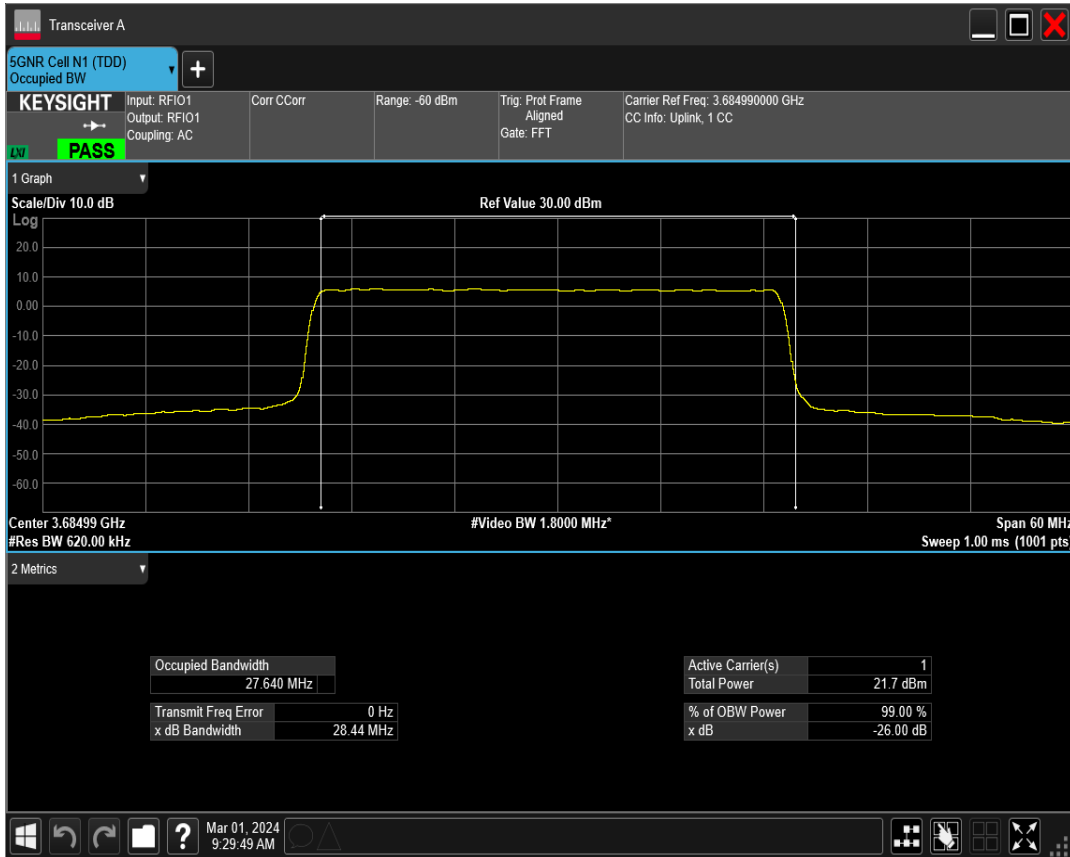 Transceiver A
5GNR Cell N1 (TDD)
Occupied BW
+
KEYSIGHT
LXI
PASS
Input: RFIO1
Output: RFIO1
Coupling: AC
Corr CCorr
Range: -60 dBm
Trig: Prot Frame
Aligned
Gate: FFT
Carrier Ref Freq: 3.684990000 GHz
CC Info: Uplink, 1 CC
1 Graph
Scale/Div 10.0 dB
Ref Value 30.00 dBm
Log
20.0
10.0
0.00
-10.0
-20.0
-30.0
-40.0
-50.0
-60.0
Center 3.68499 GHz
#Video BW 1.8000 MHz*
Span 60 MHz
#Res BW 620.00 kHz
Sweep 1.00 ms (1001 pts)
2 Metrics
Occupied Bandwidth
27.640 MHz
Transmit Freq Error 0 Hz
x dB Bandwidth 28.44 MHz
Active Carrier(s) 1
Total Power 21.7 dBm
% of OBW Power 99.00 %
x dB -26.00 dB
?
Mar 01, 2024
9:29:49 AM